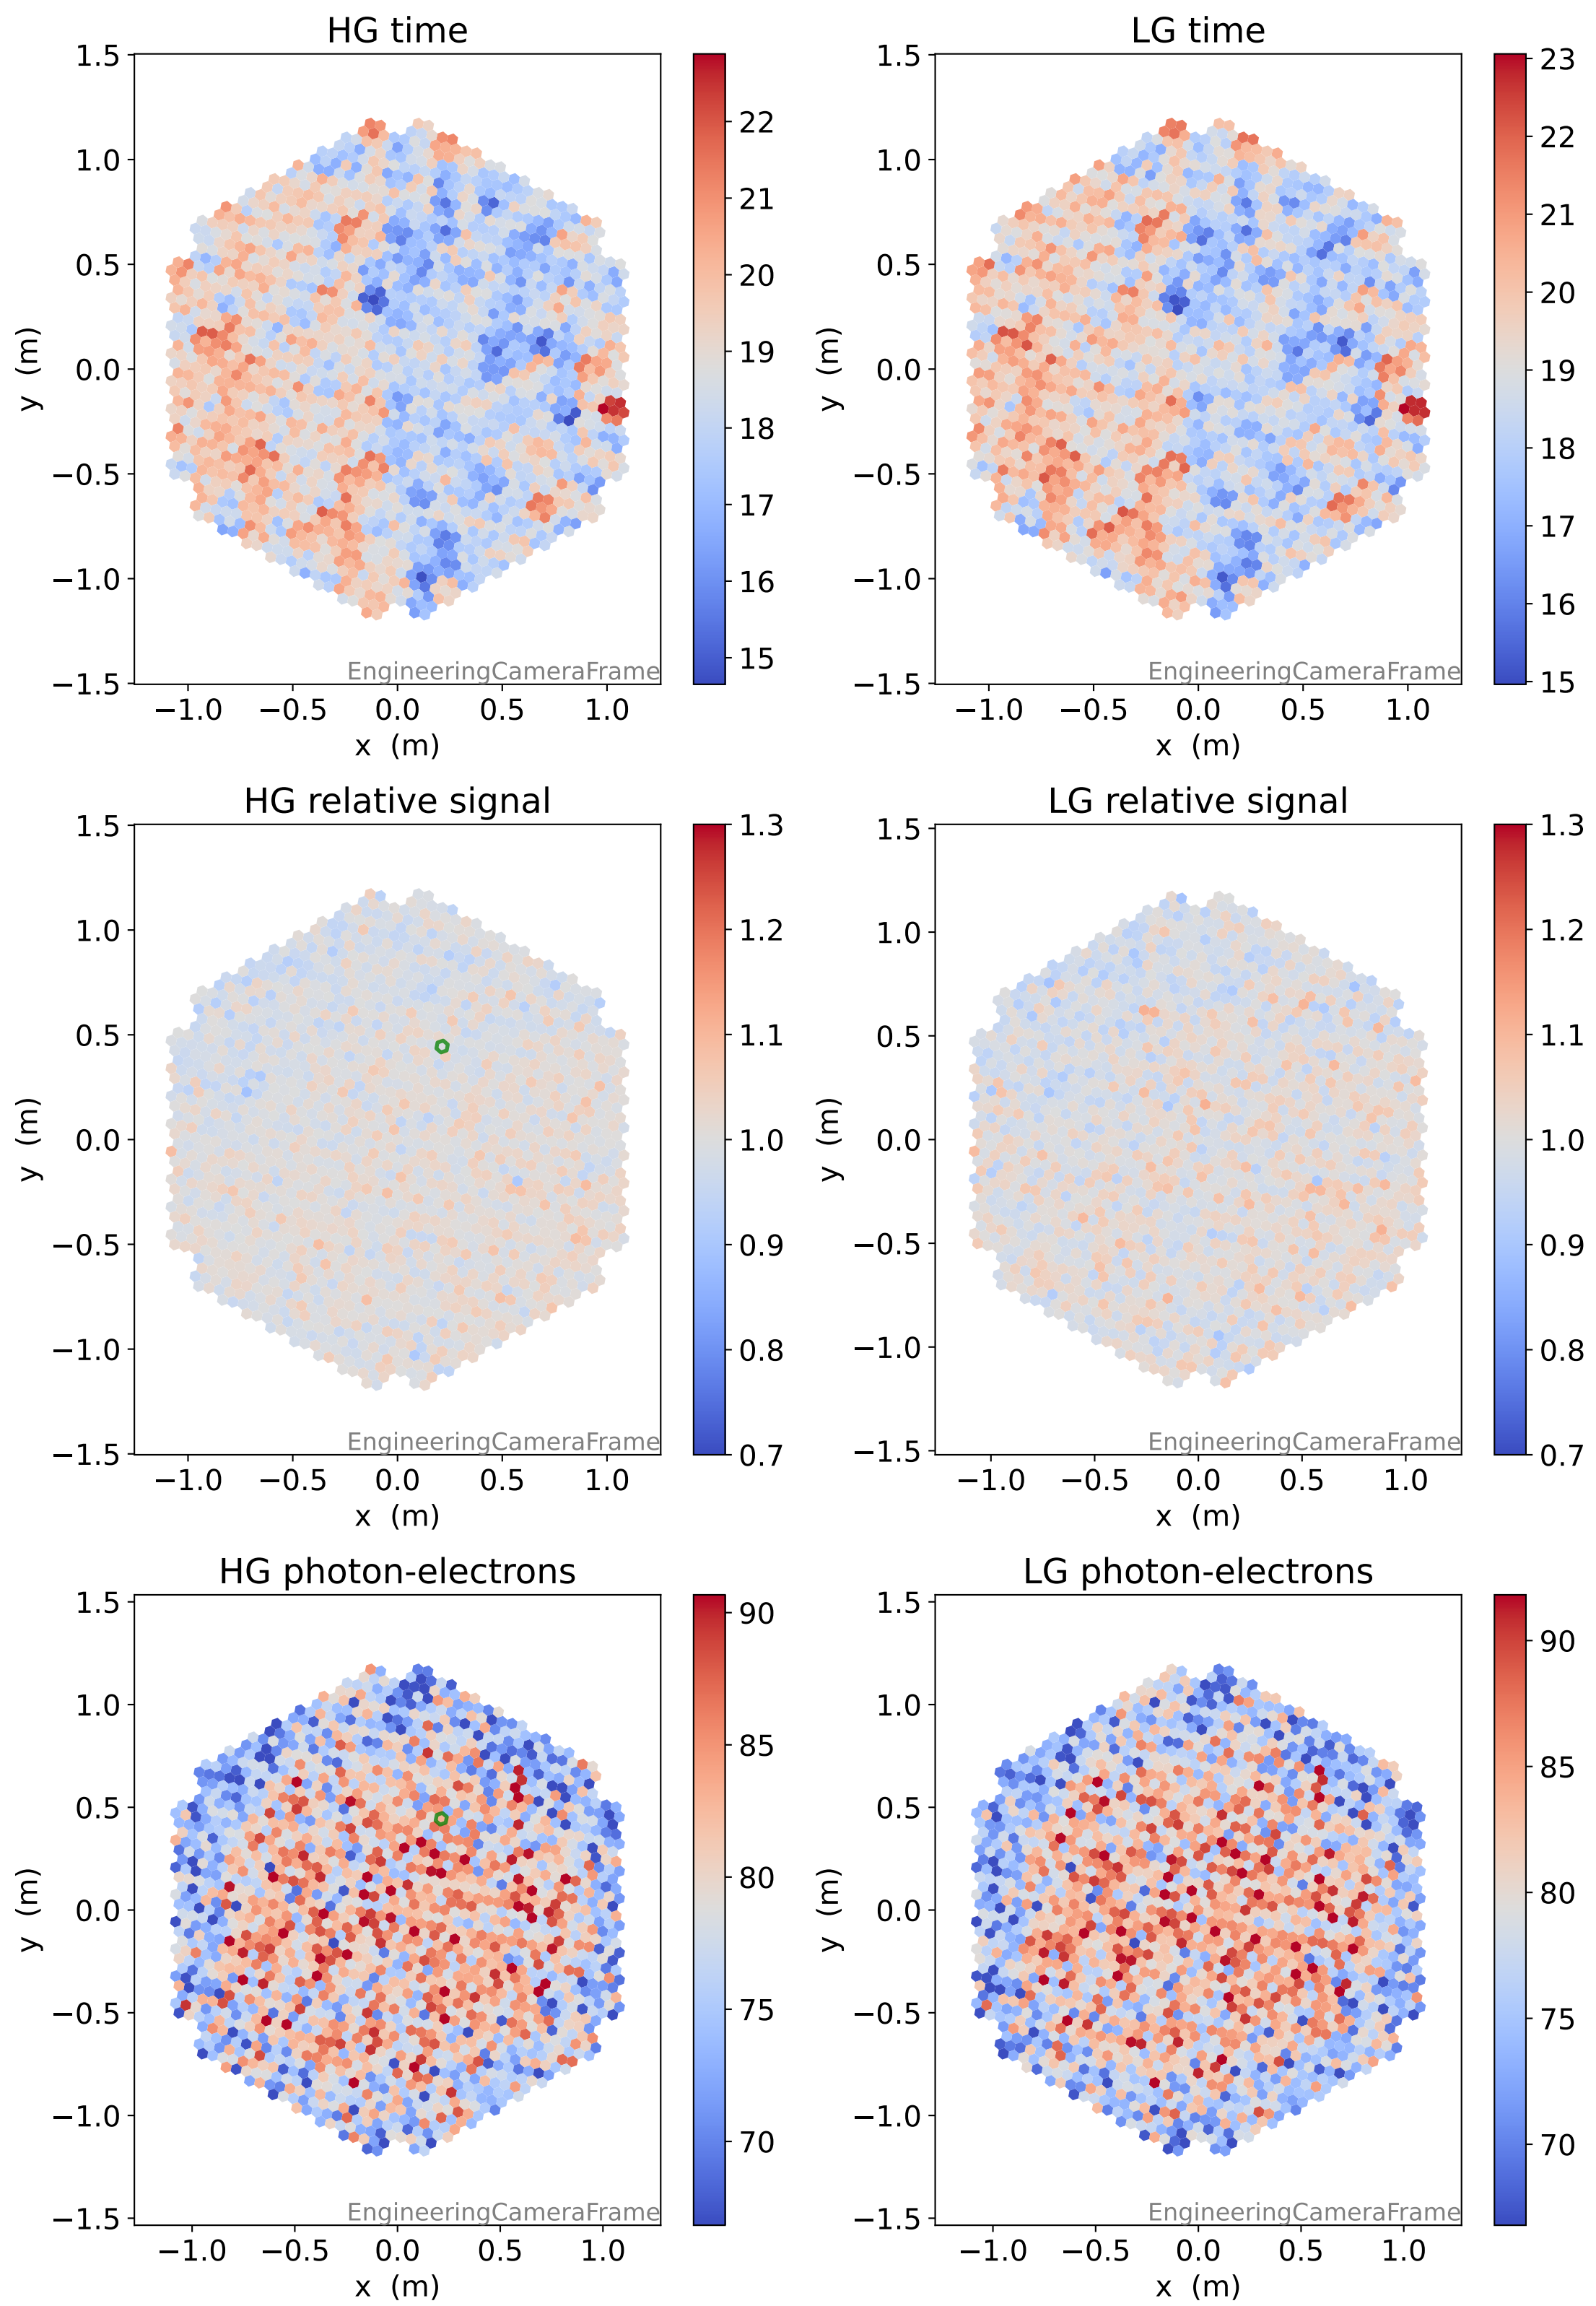 HG time
1.5
1.0
0.5
0.0
−0.5
−1.0
−1.5
y (m)
−1.0 −0.5 0.0 0.5 1.0
x (m)
EngineeringCameraFrame
22
21
20
19
18
17
16
15
LG time
1.5
1.0
0.5
0.0
−0.5
−1.0
−1.5
y (m)
−1.0 −0.5 0.0 0.5 1.0
x (m)
EngineeringCameraFrame
23
22
21
20
19
18
17
16
15
HG relative signal
1.5
1.0
0.5
0.0
−0.5
−1.0
−1.5
y (m)
−1.0 −0.5 0.0 0.5 1.0
x (m)
EngineeringCameraFrame
1.3
1.2
1.1
1.0
0.9
0.8
0.7
LG relative signal
1.5
1.0
0.5
0.0
−0.5
−1.0
−1.5
y (m)
−1.0 −0.5 0.0 0.5 1.0
x (m)
EngineeringCameraFrame
1.3
1.2
1.1
1.0
0.9
0.8
0.7
HG photon-electrons
1.5
1.0
0.5
0.0
−0.5
−1.0
−1.5
y (m)
−1.0 −0.5 0.0 0.5 1.0
x (m)
EngineeringCameraFrame
90
85
80
75
70
LG photon-electrons
1.5
1.0
0.5
0.0
−0.5
−1.0
−1.5
y (m)
−1.0 −0.5 0.0 0.5 1.0
x (m)
EngineeringCameraFrame
90
85
80
75
70